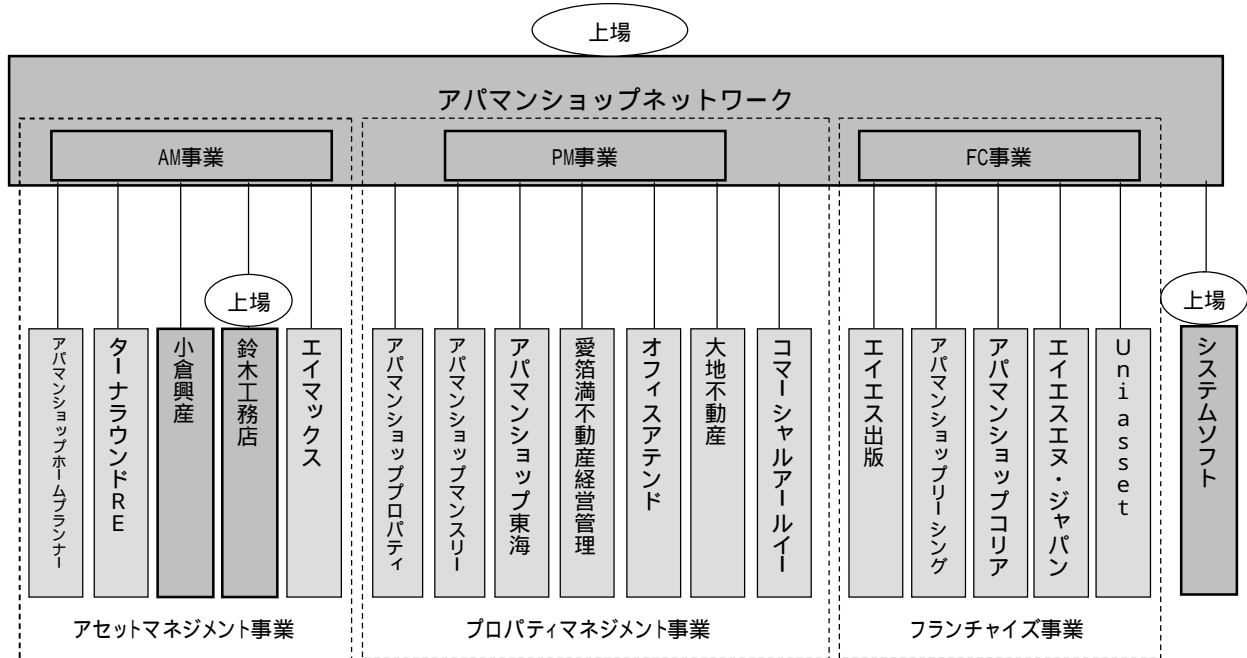 上場
アパマンショップネットワーク
AM事業
PM事業
FC事業
上場
上場
アパマンショップホームプランナー
ターナラウンドRE
小倉興産
鈴木工務店
エイマックス
アパマンショッププロパティ
アパマンショップマンスリー
アパマンショップ東海
愛箔満不動産経営管理
オフィスアテンド
大地不動産
コマーシャルアールイー
エイエス出版
アパマンショップリーシング
アパマンショップコリア
エイエスエヌ・ジャパン
Uniasset
システムソフト
アセットマネジメント事業
プロパティマネジメント事業
フランチャイズ事業